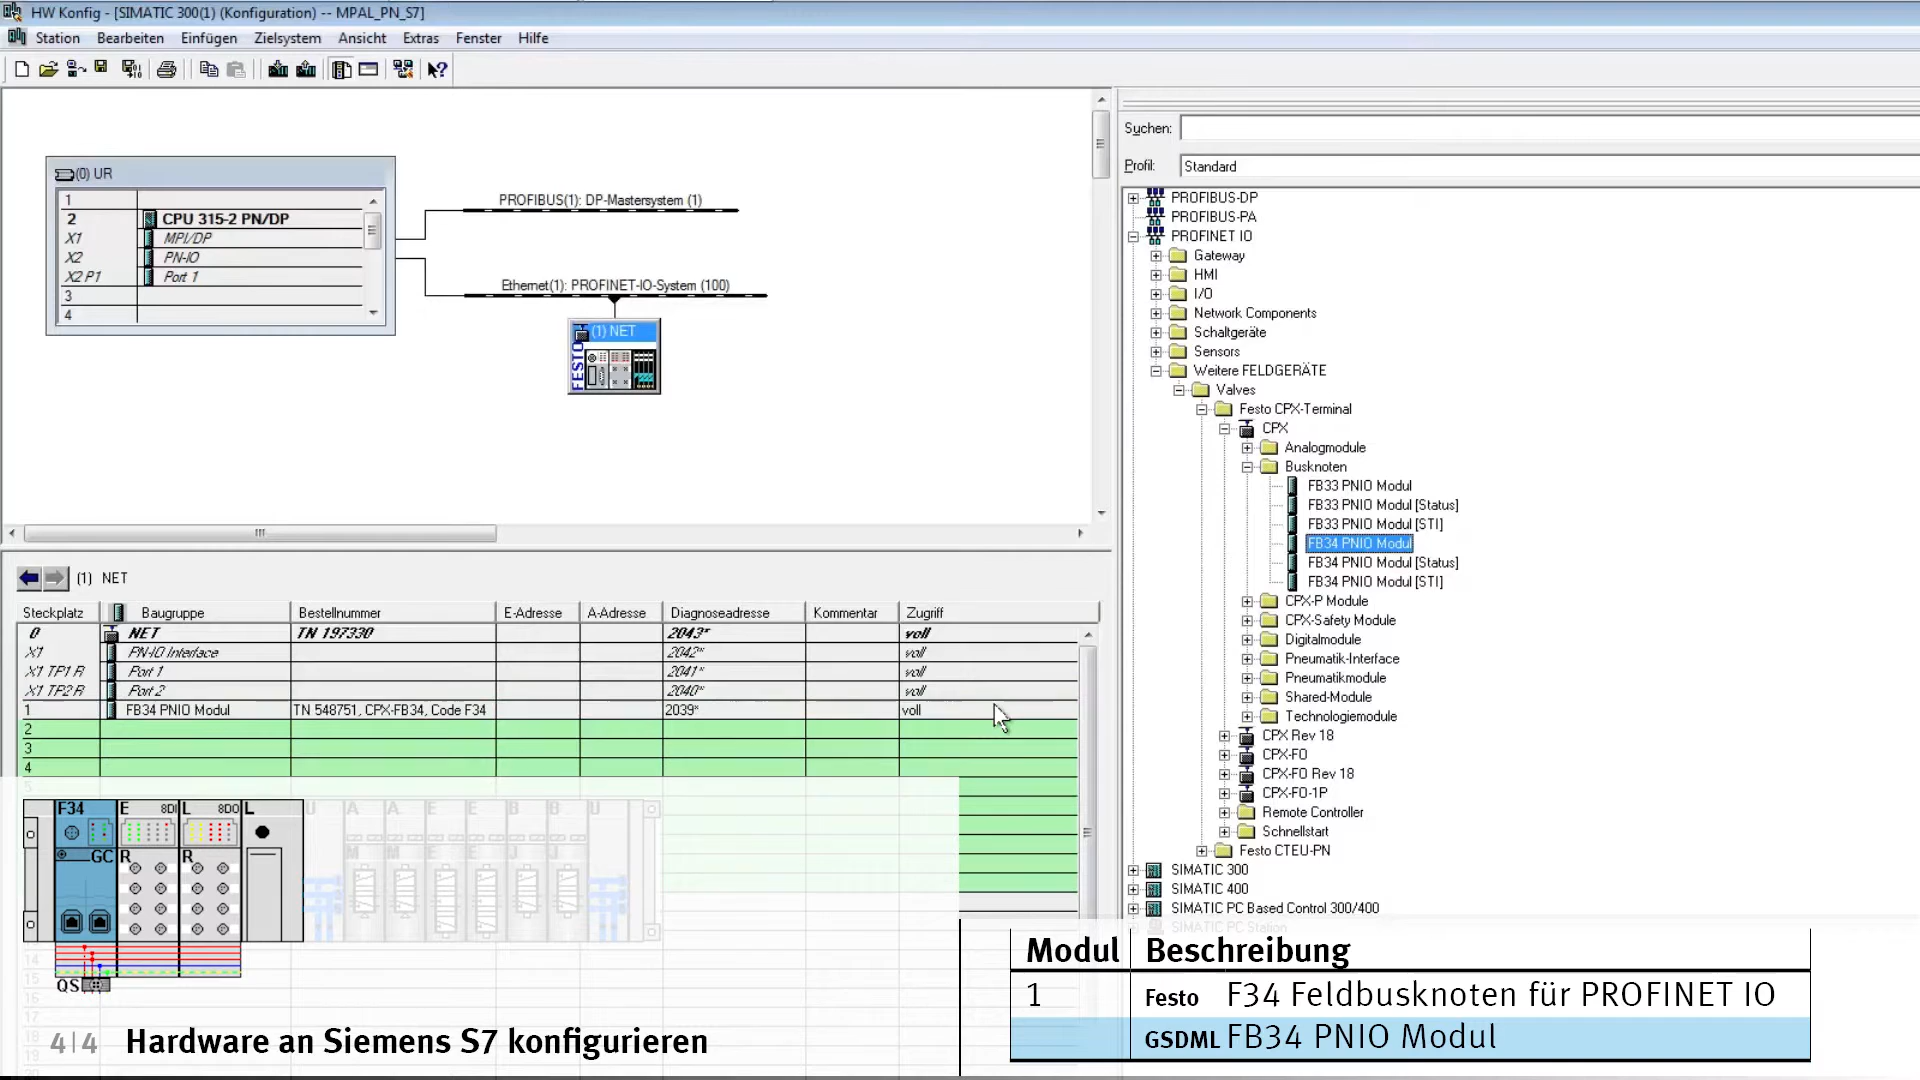 HW Konfig - [SIMATIC 300(1) (Konfiguration) -- MPAL_PN_S7]
Station Bearbeiten Einfügen Zielsystem Ansicht Extras Fenster Hilfe
(0) UR
1
2 CPU 315-2 PN/DP
X1 MPI/DP
X2 PN-IO
X2 P1 Port 1
3
4
PROFIBUS(1): DP-Mastersystem (1)
Ethernet(1): PROFINET-IO-System (100)
(1) NET
FESTO
Suchen:
Profil: Standard
PROFIBUS-DP
PROFIBUS-PA
PROFINET IO
Gateway
HMI
I/O
Network Components
Schaltgeräte
Sensors
Weitere FELDGERÄTE
Valves
Festo CPX-Terminal
CPX
Analogmodule
Busknoten
FB33 PNIO Modul
FB33 PNIO Modul [Status]
FB33 PNIO Modul [STI]
FB34 PNIO Modul
FB34 PNIO Modul [Status]
FB34 PNIO Modul [STI]
CPX-P Module
CPX-Safety Module
Digitalmodule
Pneumatik-Interface
Pneumatikmodule
Shared-Module
Technologiemodule
CPX Rev 18
CPX-FO
CPX-FO Rev 18
CPX-FO-1P
Remote Controller
Schnellstart
Festo CTEU-PN
SIMATIC 300
SIMATIC 400
SIMATIC PC Based Control 300/400
SIMATIC PC Station
(1) NET
Steckplatz Baugruppe Bestellnummer E-Adresse A-Adresse Diagnoseadresse Kommentar Zugriff
0 NET TN 197330 2043* voll
X1 PN-IO Interface 2042* voll
X1 TP1 R Port 1 2041* voll
X1 TP2 R Port 2 2040* voll
1 FB34 PNIO Modul TN 548751, CPX-FB34, Code F34 2039* voll
2
3
4
5
14
15
16
17
18
19
20
F34 E 8DI L 8DO L U A A E E B B U
GC R R M M E E J J
QS
4|4 Hardware an Siemens S7 konfigurieren
Modul Beschreibung
1 Festo F34 Feldbusknoten für PROFINET IO
GSDML FB34 PNIO Modul